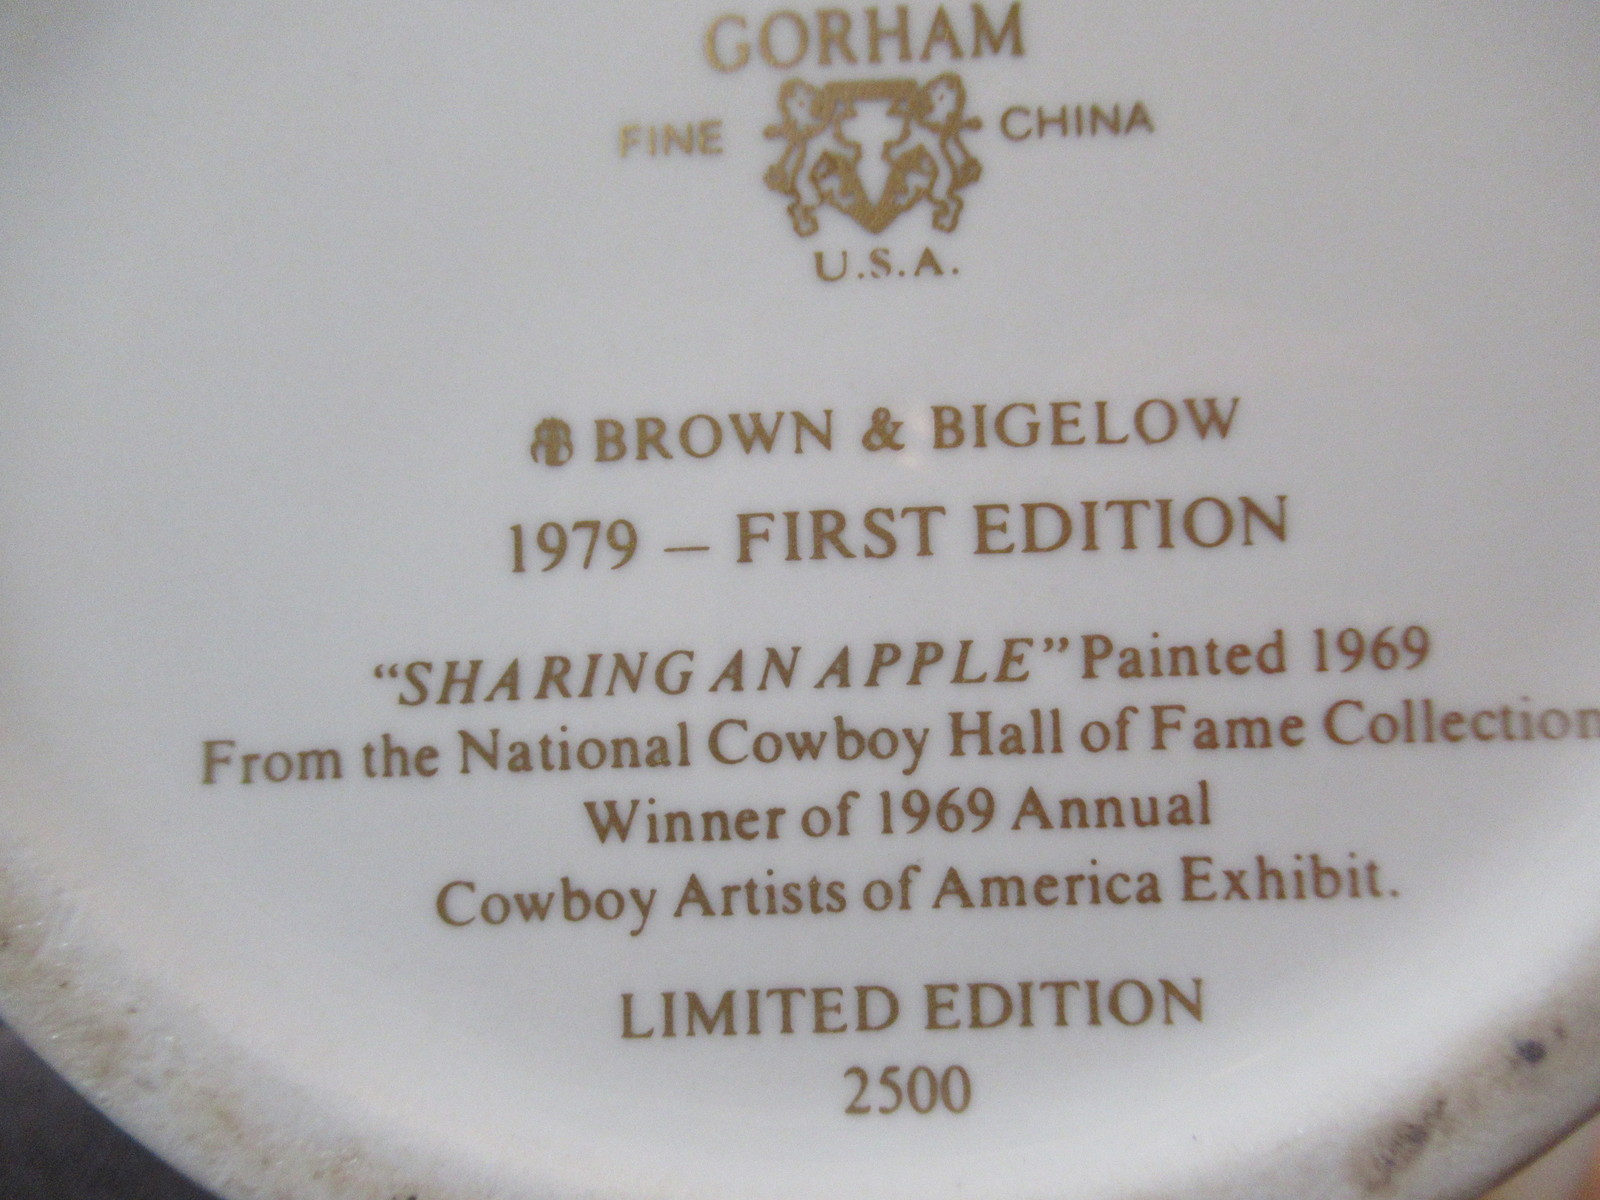 GORHAM
FINE CHINA
U.S.A.
BROWN & BIGELOW
1979 – FIRST EDITION
“SHARING AN APPLE” Painted 1969
From the National Cowboy Hall of Fame Collection
Winner of 1969 Annual
Cowboy Artists of America Exhibit.
LIMITED EDITION
2500